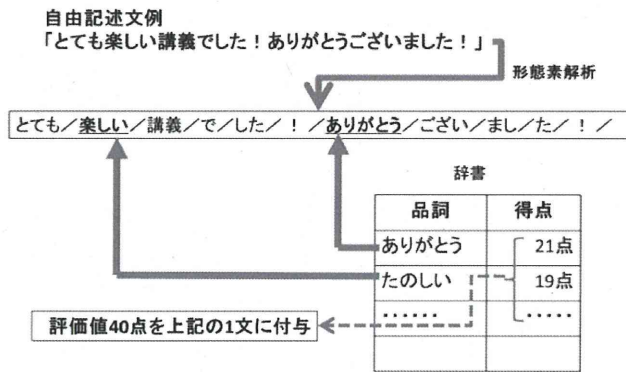 自由記述文例
「とても楽しい講義でした！ありがとうございました！」
形態素解析
とても／楽しい／講義／で／した／！／ありがとう／ござい／まし／た／！／
辞書
品詞 得点
ありがとう 21点
たのしい 19点
…… ……
評価値40点を上記の1文に付与